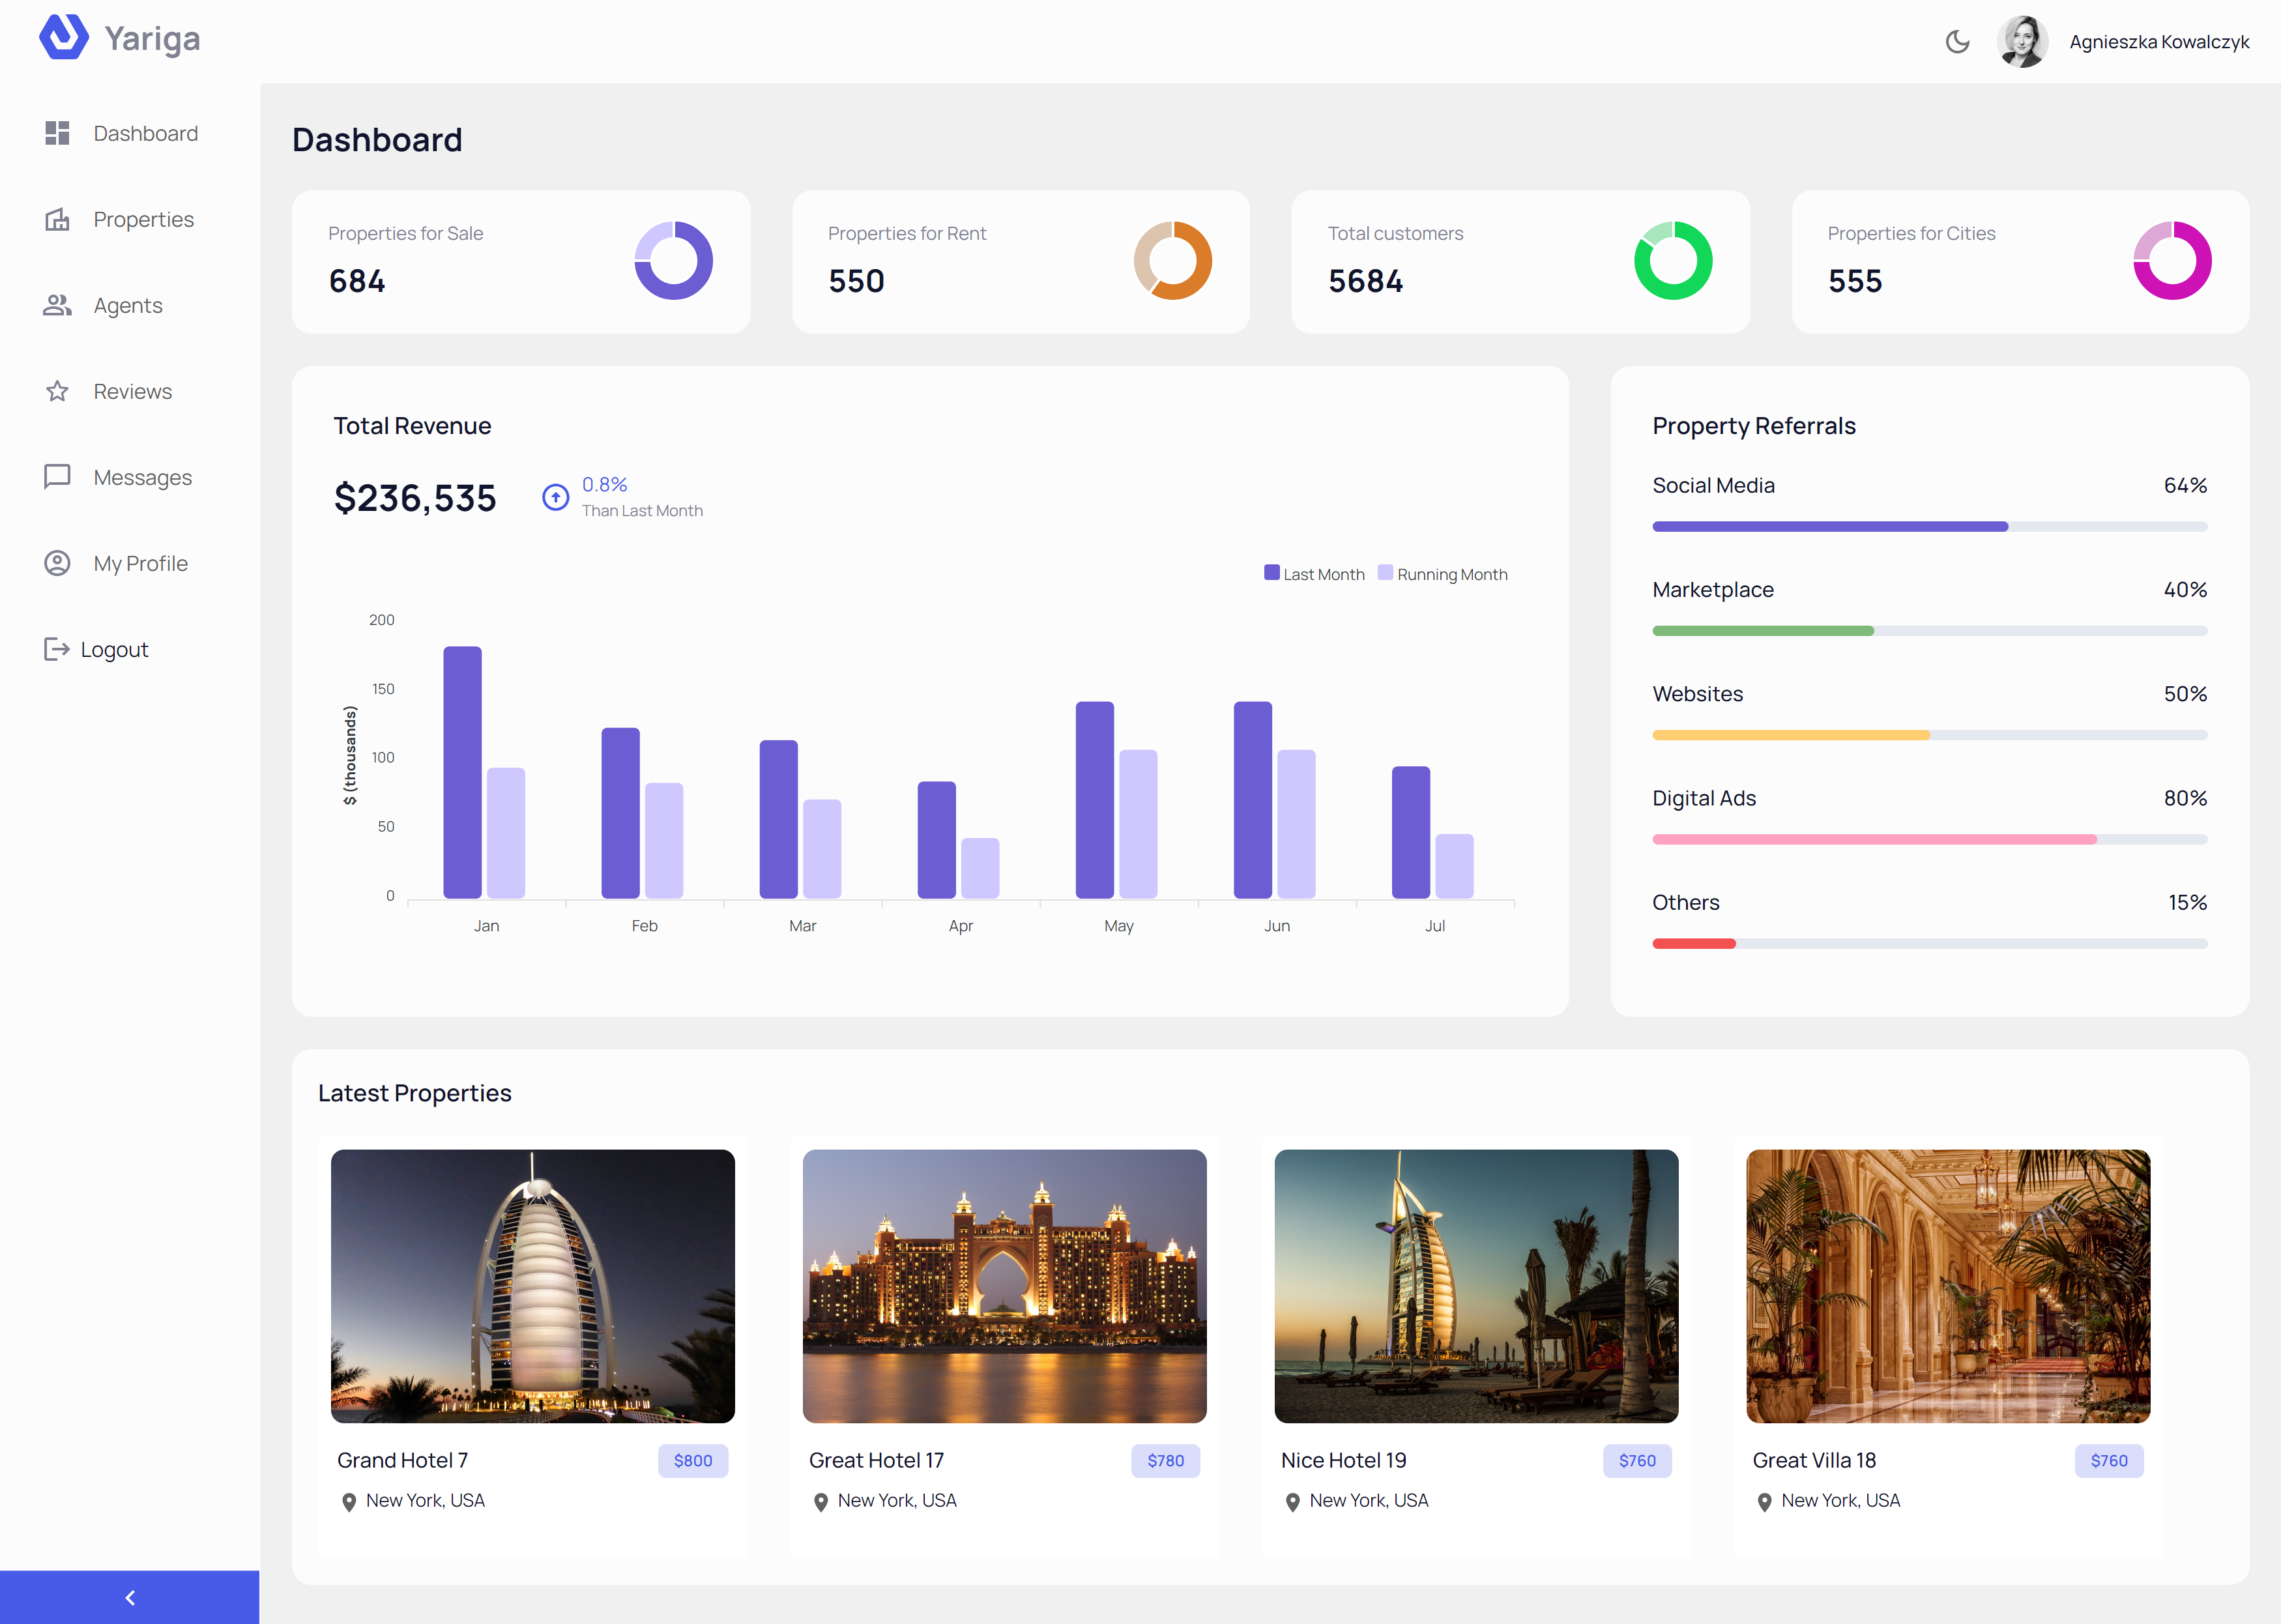 Yariga
Agnieszka Kowalczyk
Dashboard
Properties
Agents
Reviews
Messages
My Profile
Logout
Dashboard
Properties for Sale
684
Properties for Rent
550
Total customers
5684
Properties for Cities
555
Total Revenue
$236,535
0.8%
Than Last Month
Last Month
Running Month
$ (thousands)
200
150
100
50
0
Jan
Feb
Mar
Apr
May
Jun
Jul
Property Referrals
Social Media
64%
Marketplace
40%
Websites
50%
Digital Ads
80%
Others
15%
Latest Properties
Grand Hotel 7
$800
New York, USA
Great Hotel 17
$780
New York, USA
Nice Hotel 19
$760
New York, USA
Great Villa 18
$760
New York, USA